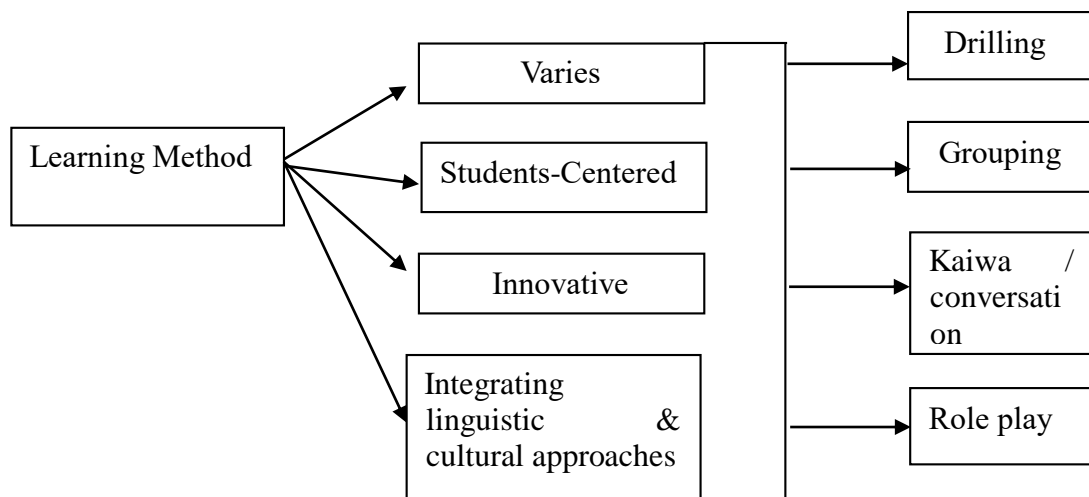 Learning Method
Varies
Students-Centered
Innovative
Integrating
linguistic &
cultural approaches
Drilling
Grouping
Kaiwa /
conversati
on
Role play